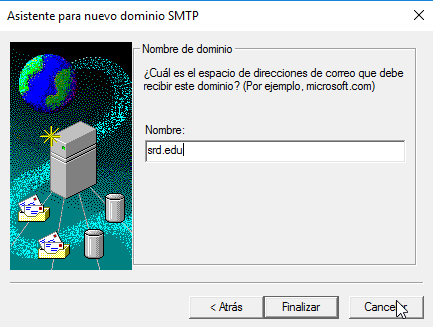 Asistente para nuevo dominio SMTP
Nombre de dominio
¿Cuál es el espacio de direcciones de correo que debe
recibir este dominio? (Por ejemplo, microsoft.com)
Nombre:
srd.edu
< Atrás
Finalizar
Cancelar